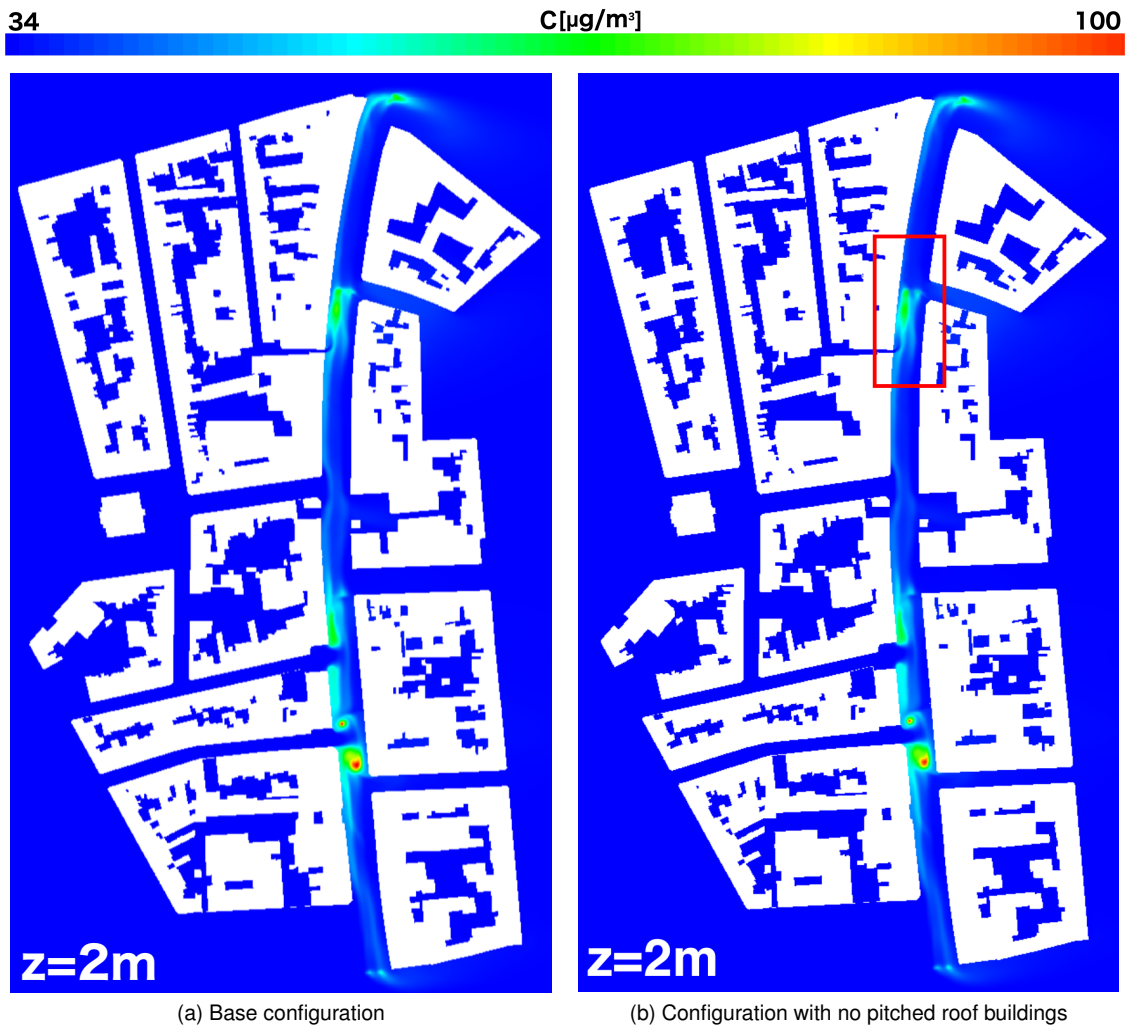 34 C[µg/m³] 100
z=2m z=2m
(a) Base configuration (b) Configuration with no pitched roof buildings